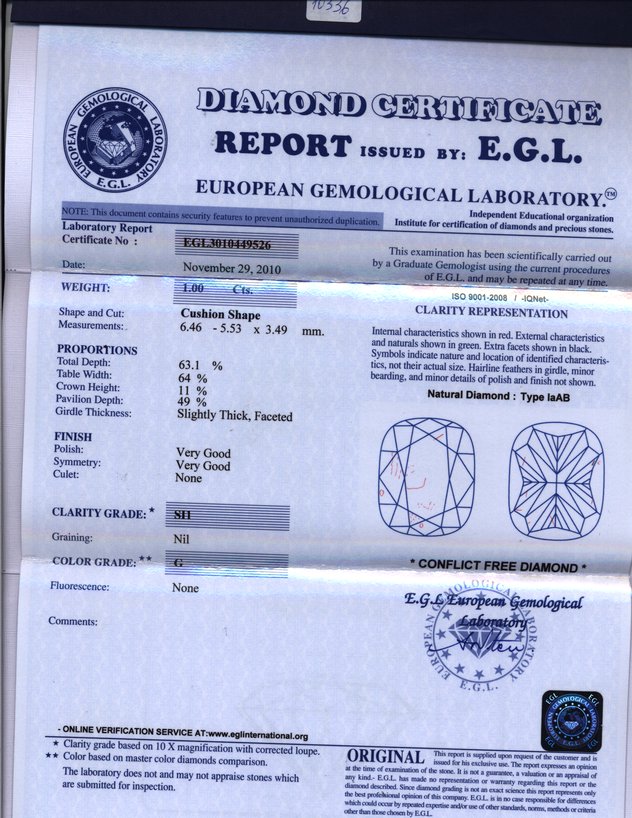 10336
EUROPEAN GEMOLOGICAL LABORATORY
E.G.L.
DIAMOND CERTIFICATE
REPORT ISSUED BY: E.G.L.
EUROPEAN GEMOLOGICAL LABORATORY.™
NOTE: This document contains security features to prevent unauthorized duplication.
Independent Educational organization
Institute for certification of diamonds and precious stones.
Laboratory Report
Certificate No : EGL3010449526
Date: November 29, 2010
This examination has been scientifically carried out
by a Graduate Gemologist using the current procedures
of E.G.L. and may be repeated at any time.
WEIGHT: 1.00 Cts.
ISO 9001-2008 / -IQNet-
CLARITY REPRESENTATION
Shape and Cut: Cushion Shape
Measurements: 6.46 - 5.53 x 3.49 mm.
Internal characteristics shown in red. External characteristics
and naturals shown in green. Extra facets shown in black.
Symbols indicate nature and location of identified characteris-
tics, not their actual size. Hairline feathers in girdle, minor
bearding, and minor details of polish and finish not shown.
PROPORTIONS
Total Depth: 63.1 %
Table Width: 64 %
Crown Height: 11 %
Pavilion Depth: 49 %
Girdle Thickness: Slightly Thick, Faceted
Natural Diamond : Type IaAB
FINISH
Polish: Very Good
Symmetry: Very Good
Culet: None
CLARITY GRADE: * SI1
Graining: Nil
COLOR GRADE: ** G
Fluorescence: None
Comments:
* CONFLICT FREE DIAMOND *
E.G.L European Gemological
Laboratory
EUROPEAN GEMOLOGICAL LABORATORY
E.G.L.
EGL EGL
EUROPEAN GEMOLOGICAL LABORATORY
E.G.L.
EGL EGL
- ONLINE VERIFICATION SERVICE AT:www.eglinternational.org
* Clarity grade based on 10 X magnification with corrected loupe.
** Color based on master color diamonds comparison.
The laboratory does not and may not appraise stones which
are submitted for inspection.
ORIGINAL This report is supplied upon request of the customer and is
issued for his exclusive use. The report expresses an opinion
at the time of examination of the stone. It is not a guarantee, a valuation or an appraisal of
any kind.- E.G.L. has made no representation or warranty regarding this report or the
diamond described. Since diamond grading is not an exact science this report represents only
the best profesional opinion of this company. E.G.L. is in no case responsible for differences
which could occur by repeated expertise and/or use of other standards, norms, methods or criteria
other than those chosen by E.G.L.